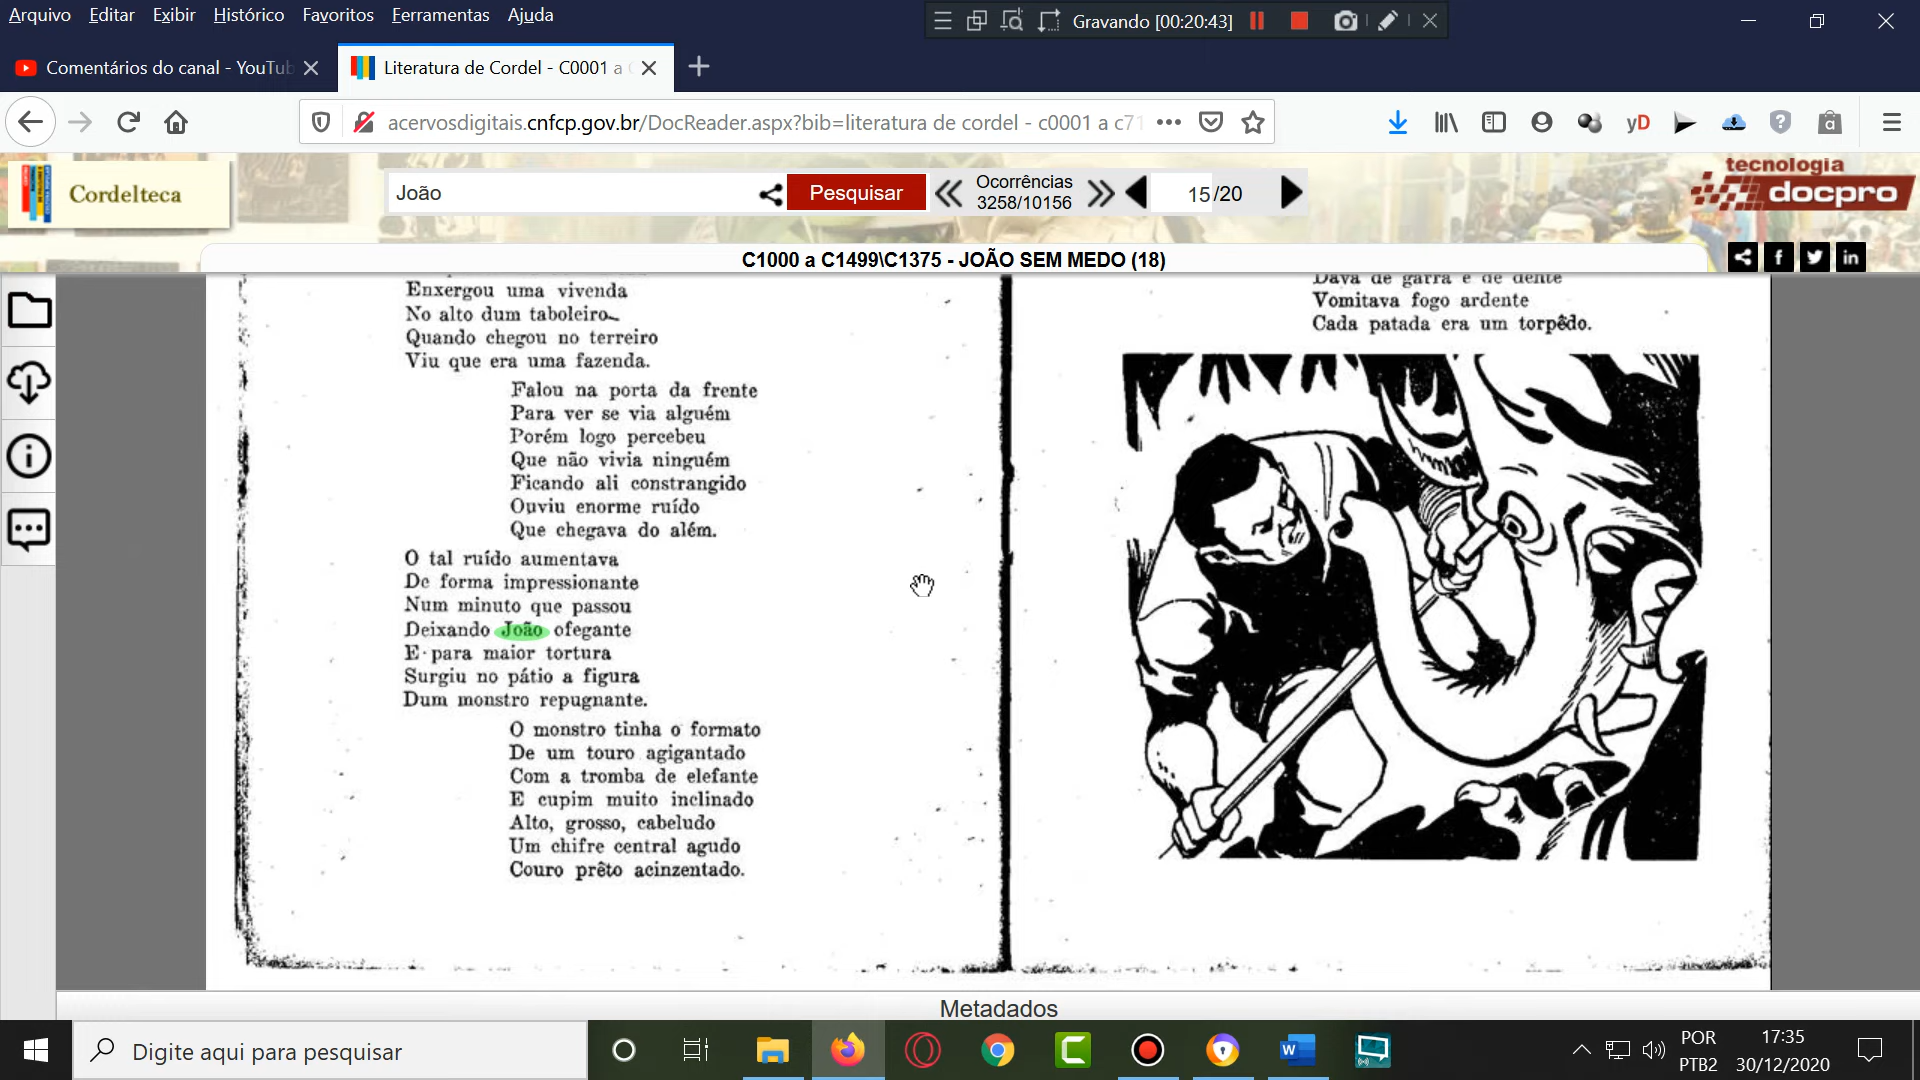 Arquivo Editar Exibir Histórico Favoritos Ferramentas Ajuda
Gravando [00:20:43]
Comentários do canal - YouTub
Literatura de Cordel - C0001 a
acervosdigitais.cnfcp.gov.br/DocReader.aspx?bib=literatura de cordel - c0001 a c71
yD
Cordelteca
João
Pesquisar
Ocorrências
3258/10156
15/20
tecnologia
docpro
C1000 a C1499\C1375 - JOÃO SEM MEDO (18)
Enxergou uma vivenda
No alto dum taboleiro
Quando chegou no terreiro
Viu que era uma fazenda.
Falou na porta da frente
Para ver se via alguém
Porém logo percebeu
Que não vivia ninguém
Ficando ali constrangido
Ouviu enorme ruído
Que chegava do além.
O tal ruído aumentava
De forma impressionante
Num minuto que passou
Deixando João ofegante
E para maior tortura
Surgiu no pátio a figura
Dum monstro repugnante.
O monstro tinha o formato
De um touro agigantado
Com a tromba de elefante
E cupim muito inclinado
Alto, grosso, cabeludo
Um chifre central agudo
Couro prêto acinzentado.
Dava de garra e de dente
Vomitava fogo ardente
Cada patada era um torpêdo.
Metadados
Digite aqui para pesquisar
POR
PTB2
17:35
30/12/2020